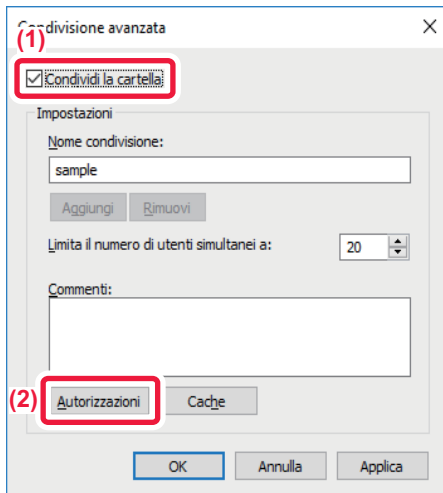 Condivisione avanzata
(1)
Condividi la cartella
Impostazioni
Nome condivisione:
sample
Aggiungi Rimuovi
Limita il numero di utenti simultanei a: 20
Commenti:
(2) Autorizzazioni Cache
OK Annulla Applica